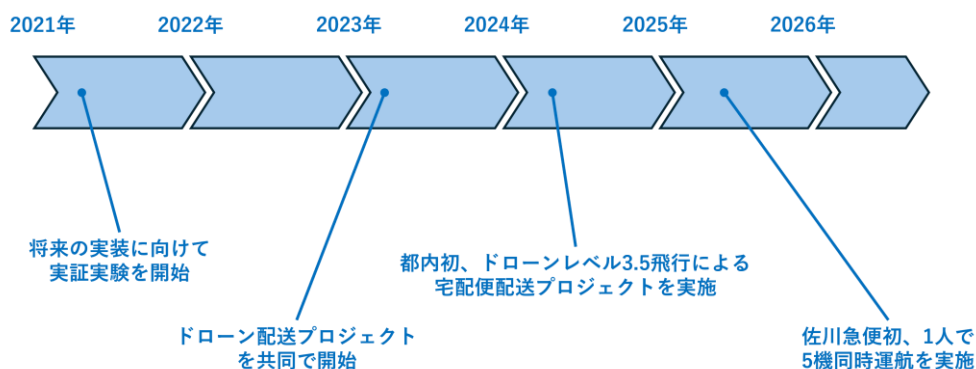 2021年 2022年 2023年 2024年 2025年 2026年
将来の実装に向けて
実証実験を開始
ドローン配送プロジェクト
を共同で開始
都内初、ドローンレベル3.5飛行による
宅配便配送プロジェクトを実施
佐川急便初、1人で
5機同時運航を実施